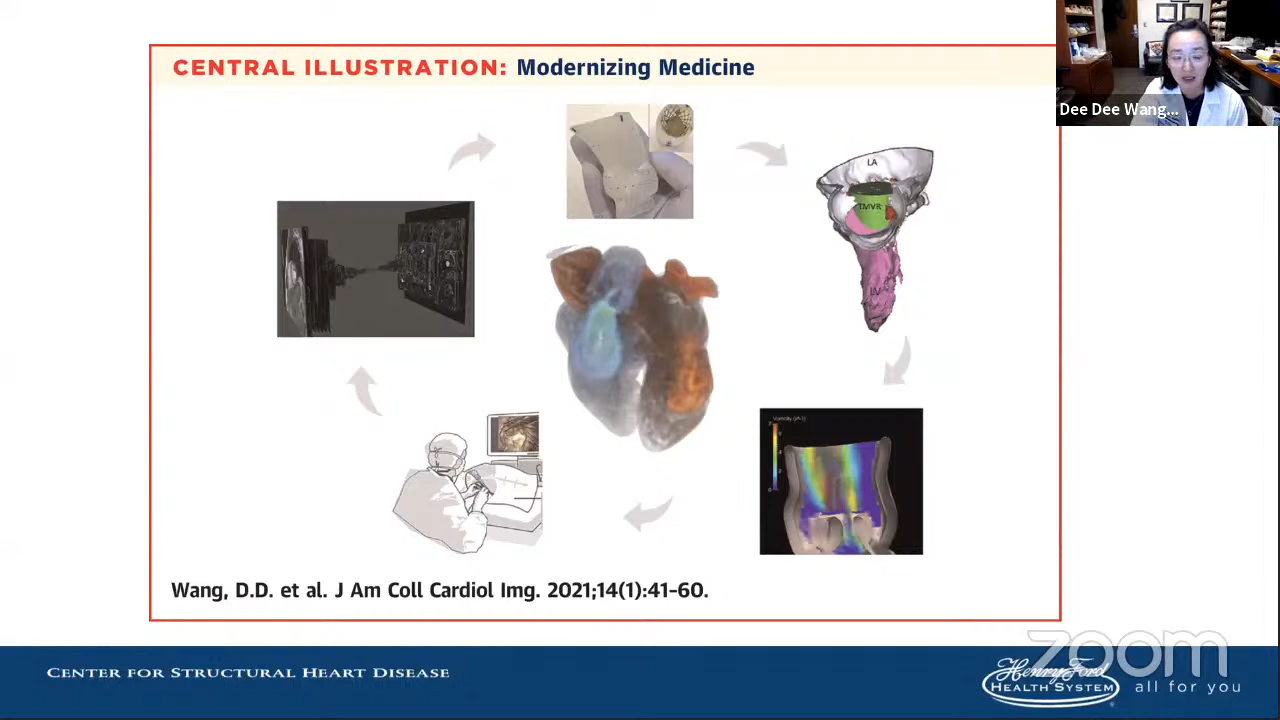 CENTRAL ILLUSTRATION: Modernizing Medicine
Dee Dee Wang...
LA
TMVR
LV
Wang, D.D. et al. J Am Coll Cardiol Img. 2021;14(1):41-60.
CENTER FOR STRUCTURAL HEART DISEASE
zoom
Henry Ford
HEALTH SYSTEM
all for you